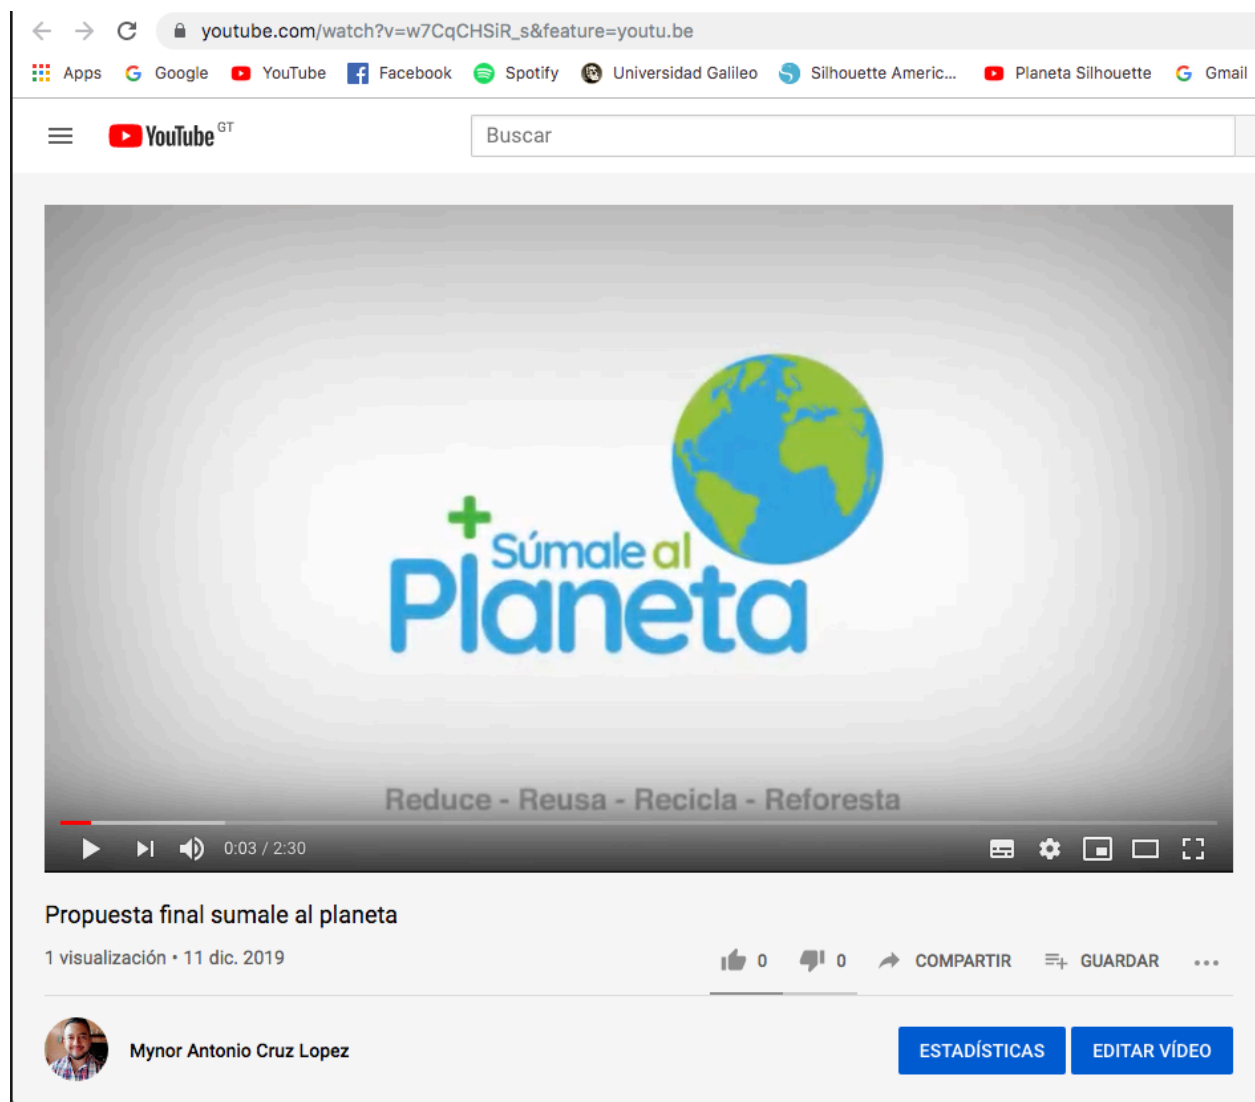 youtube.com/watch?v=w7CqCHSiR_s&feature=youtu.be
Apps Google YouTube Facebook Spotify Universidad Galileo Silhouette Americ... Planeta Silhouette Gmail
YouTube GT
Buscar
+ Súmale al
Planeta
Reduce - Reusa - Recicla - Reforesta
0:03 / 2:30
Propuesta final sumale al planeta
1 visualización • 11 dic. 2019 0 0 COMPARTIR GUARDAR
Mynor Antonio Cruz Lopez ESTADÍSTICAS EDITAR VÍDEO